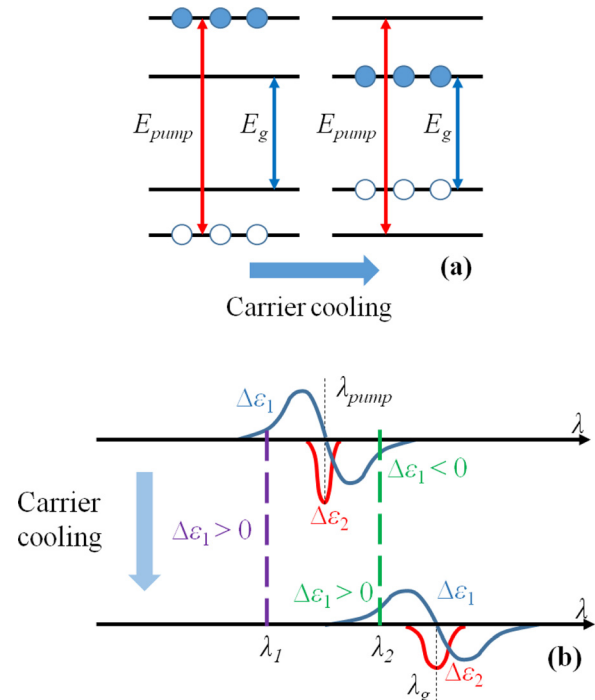 E_pump E_g E_pump E_g
(a)
Carrier cooling
λ_pump
Δε₁ λ
Δε₁ < 0
Carrier
cooling
Δε₂
Δε₁ > 0
Δε₁ > 0 Δε₁ λ
λ₁ λ₂ λ_g Δε₂ (b)